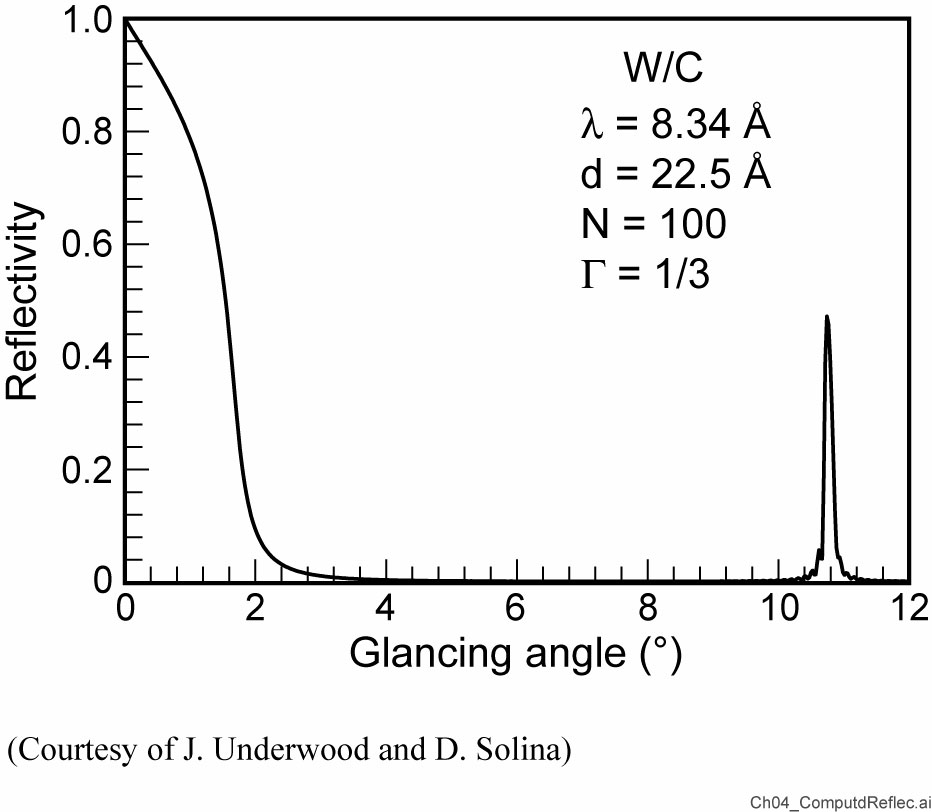 1.0
0.8
0.6
0.4
0.2
0
Reflectivity
W/C
λ = 8.34 Å
d = 22.5 Å
N = 100
Γ = 1/3
0 2 4 6 8 10 12
Glancing angle (°)
(Courtesy of J. Underwood and D. Solina)
Ch04_ComputdReflec.ai